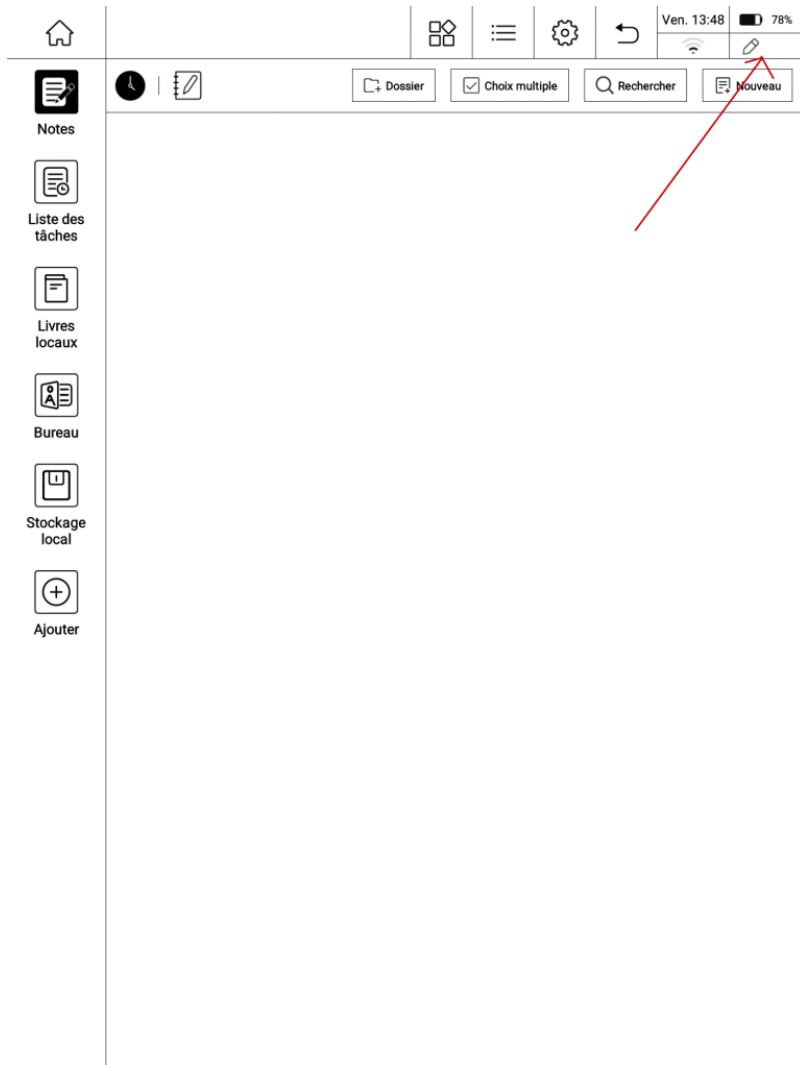 Ven. 13:48
78%
Dossier
Choix multiple
Rechercher
Nouveau
Notes
Liste des
tâches
Livres
locaux
Bureau
Stockage
local
Ajouter